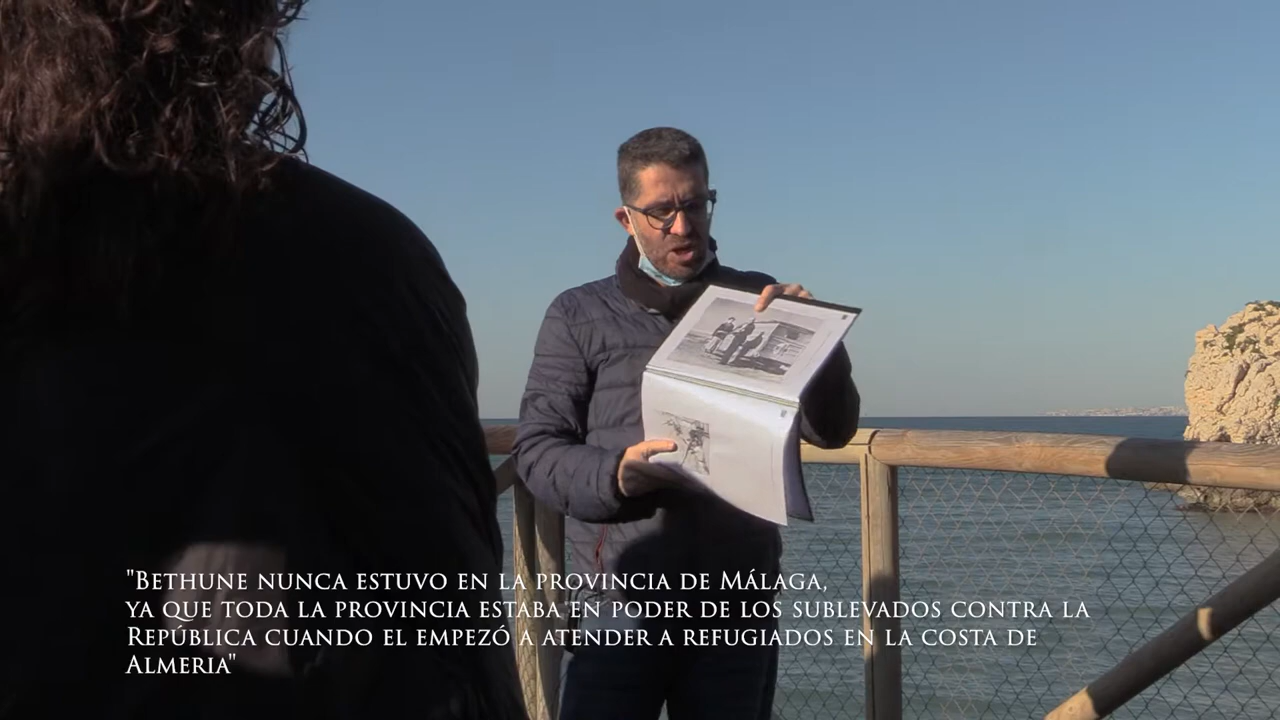 "Bethune nunca estuvo en la provincia de Málaga,
ya que toda la provincia estaba en poder de los sublevados contra la
República cuando el empezó a atender a refugiados en la costa de
Almeria"